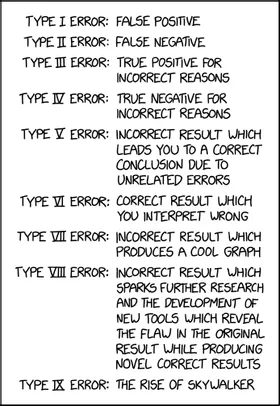 TYPE I ERROR: FALSE POSITIVE
TYPE II ERROR: FALSE NEGATIVE
TYPE III ERROR: TRUE POSITIVE FOR
INCORRECT REASONS
TYPE IV ERROR: TRUE NEGATIVE FOR
INCORRECT REASONS
TYPE V ERROR: INCORRECT RESULT WHICH
LEADS YOU TO A CORRECT
CONCLUSION DUE TO
UNRELATED ERRORS
TYPE VI ERROR: CORRECT RESULT WHICH
YOU INTERPRET WRONG
TYPE VII ERROR: INCORRECT RESULT WHICH
PRODUCES A COOL GRAPH
TYPE VIII ERROR: INCORRECT RESULT WHICH
SPARKS FURTHER RESEARCH
AND THE DEVELOPMENT OF
NEW TOOLS WHICH REVEAL
THE FLAW IN THE ORIGINAL
RESULT WHILE PRODUCING
NOVEL CORRECT RESULTS
TYPE IX ERROR: THE RISE OF SKYWALKER